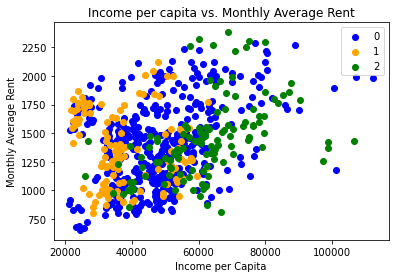 Income per capita vs. Monthly Average Rent
0
1
2
2250
2000
1750
1500
1250
1000
750
Monthly Average Rent
20000 40000 60000 80000 100000
Income per Capita